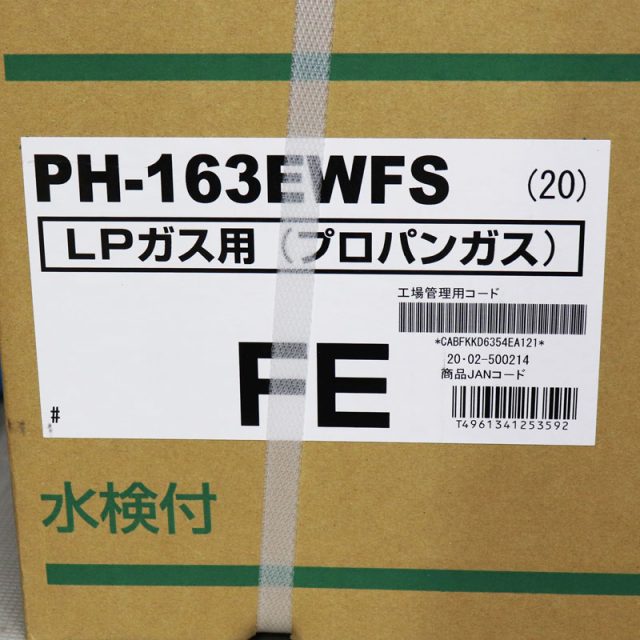 PH-163EWFS (20)
LPガス用（プロパンガス）
工場管理用コード
*CABFKKD6354EA121*
20-02-500214
商品JANコード
FE
#
T4961341253592
水検付